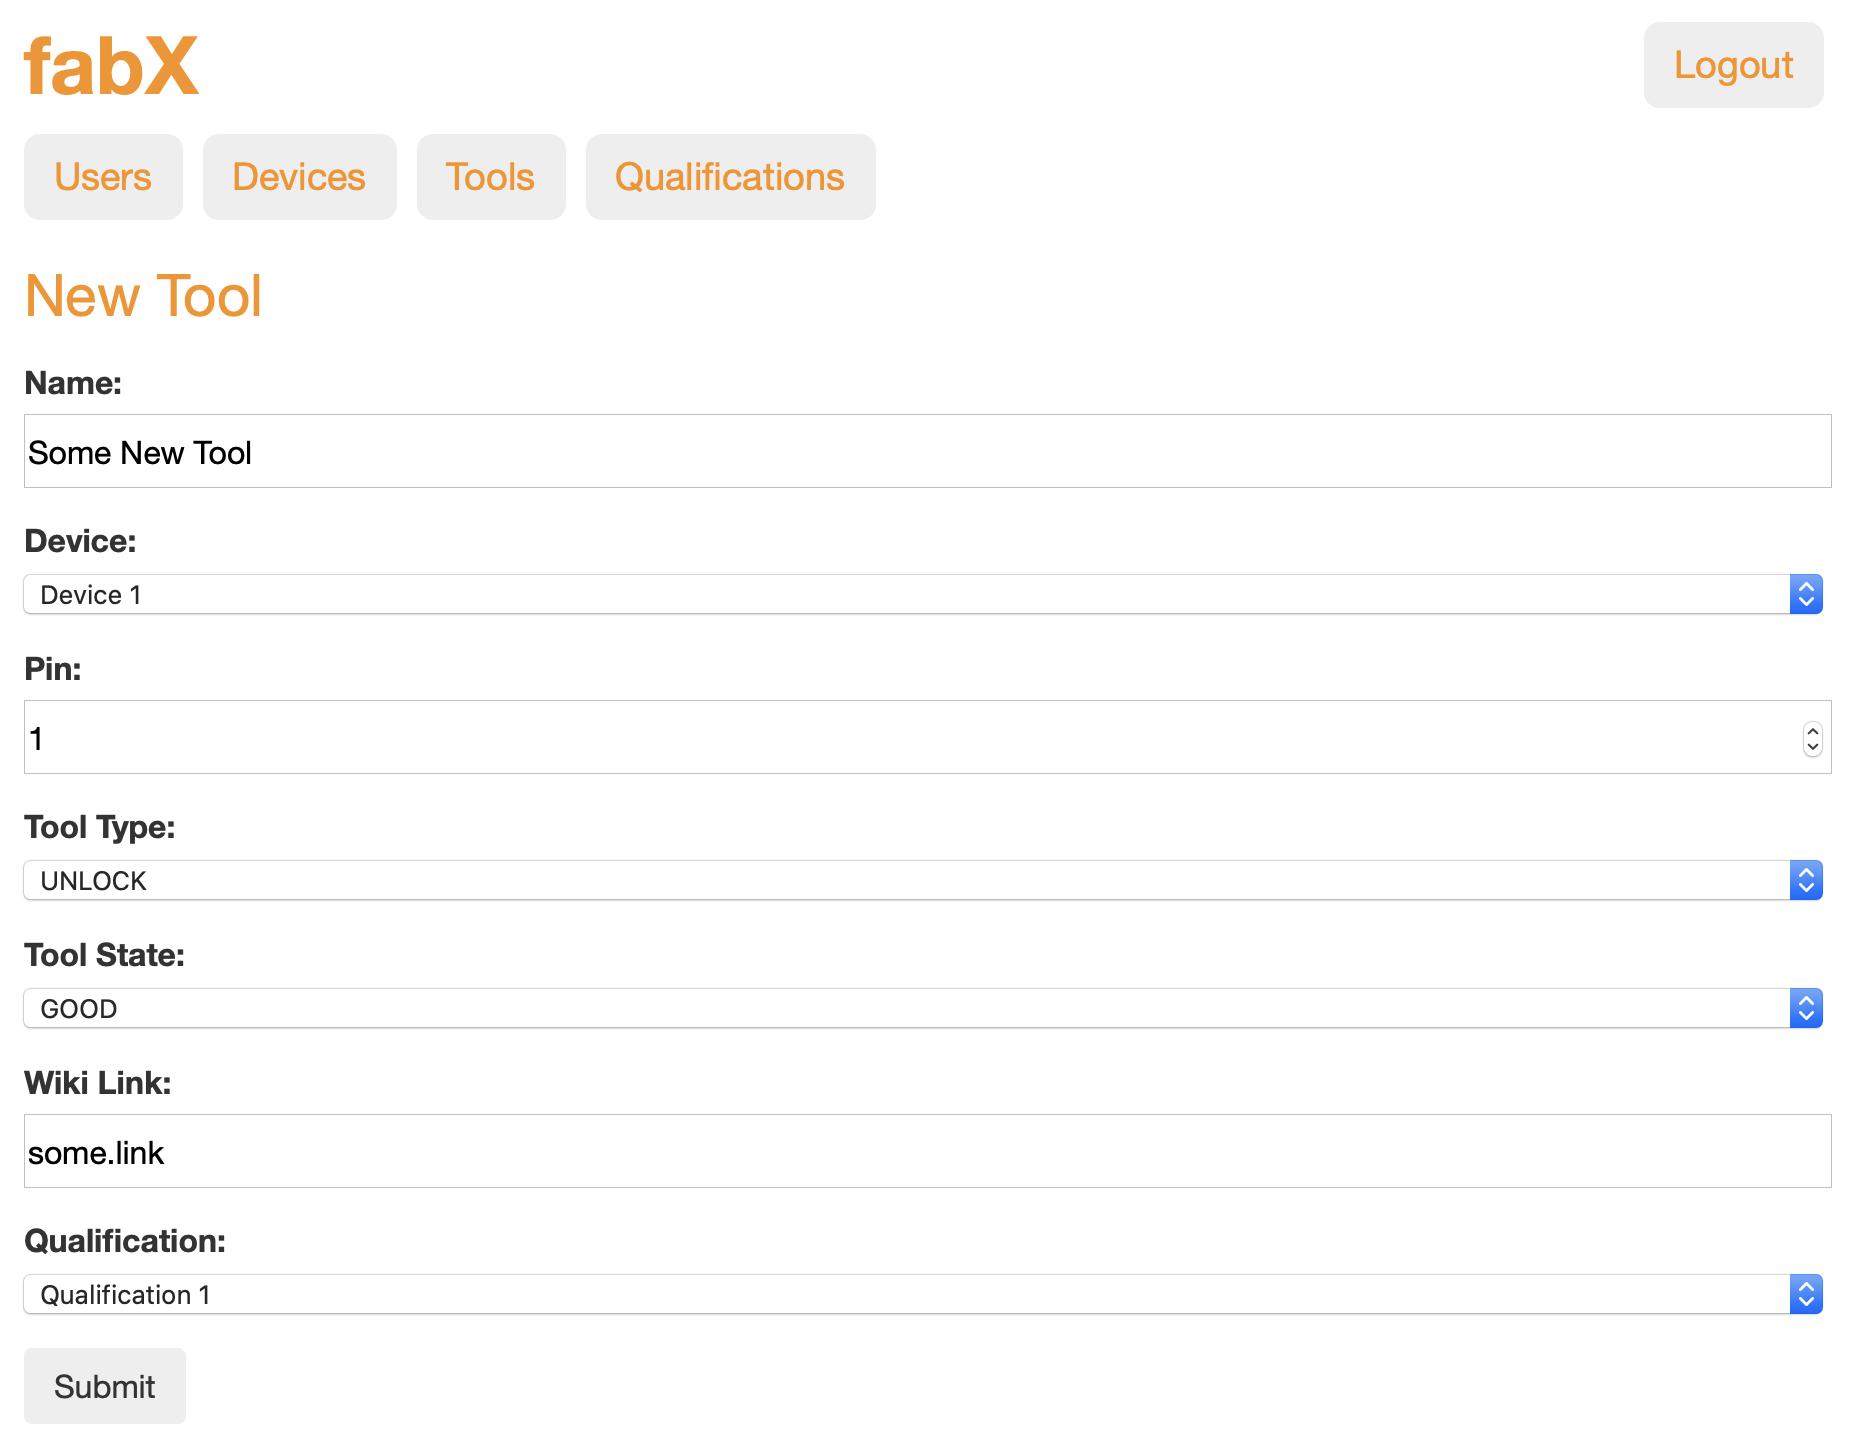 fabX
Logout
Users Devices Tools Qualifications
New Tool
Name:
Some New Tool
Device:
Device 1
Pin:
1
Tool Type:
UNLOCK
Tool State:
GOOD
Wiki Link:
some.link
Qualification:
Qualification 1
Submit